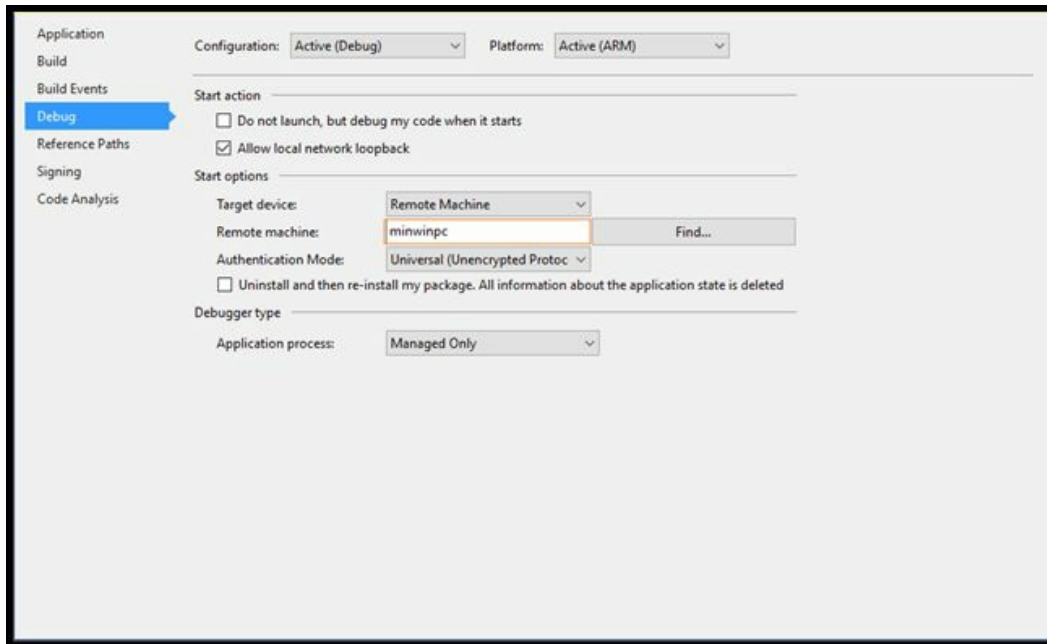 Application
Build
Build Events
Debug
Reference Paths
Signing
Code Analysis
Configuration: Active (Debug) Platform: Active (ARM)
Start action
Do not launch, but debug my code when it starts
Allow local network loopback
Start options
Target device: Remote Machine
Remote machine: minwinpc Find...
Authentication Mode: Universal (Unencrypted Protoc
Uninstall and then re-install my package. All information about the application state is deleted
Debugger type
Application process: Managed Only